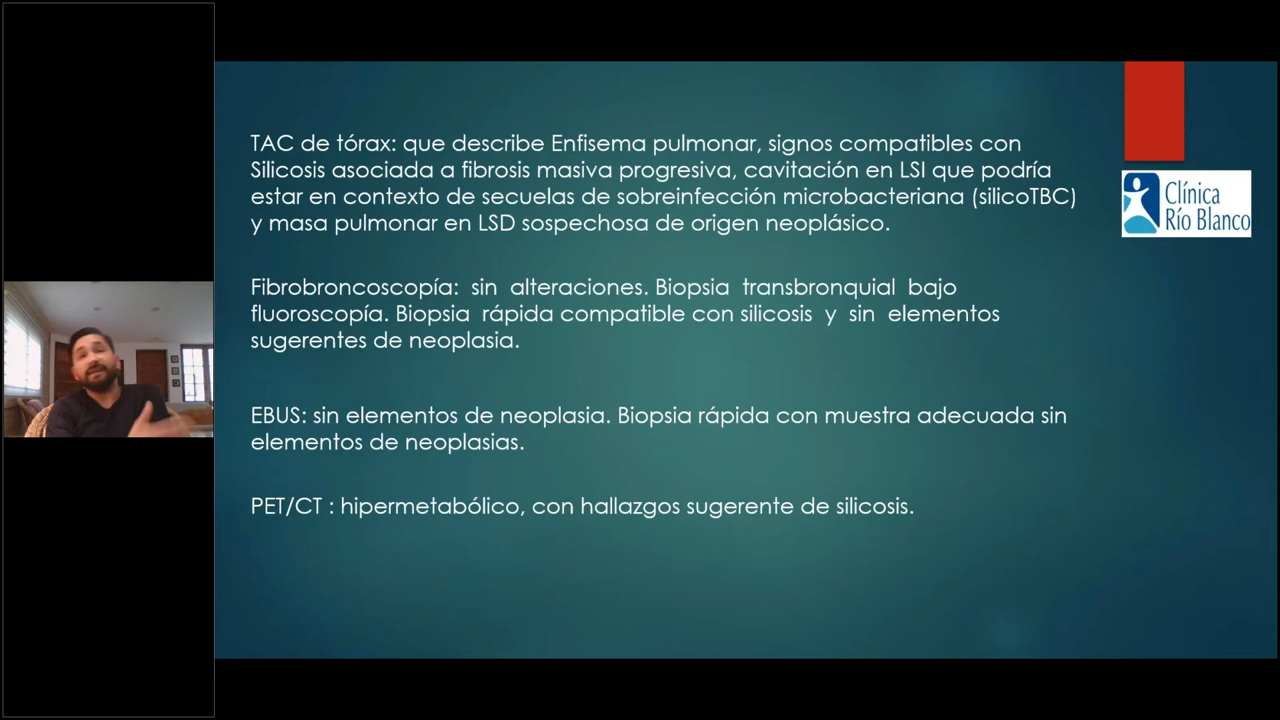 TAC de tórax: que describe Enfisema pulmonar, signos compatibles con
Silicosis asociada a fibrosis masiva progresiva, cavitación en LSI que podría
estar en contexto de secuelas de sobreinfección microbacteriana (silicoTBC)
y masa pulmonar en LSD sospechosa de origen neoplásico.
Clínica
Río Blanco
Fibrobroncoscopía: sin alteraciones. Biopsia transbronquial bajo
fluoroscopía. Biopsia rápida compatible con silicosis y sin elementos
sugerentes de neoplasia.
EBUS: sin elementos de neoplasia. Biopsia rápida con muestra adecuada sin
elementos de neoplasias.
PET/CT : hipermetabólico, con hallazgos sugerente de silicosis.